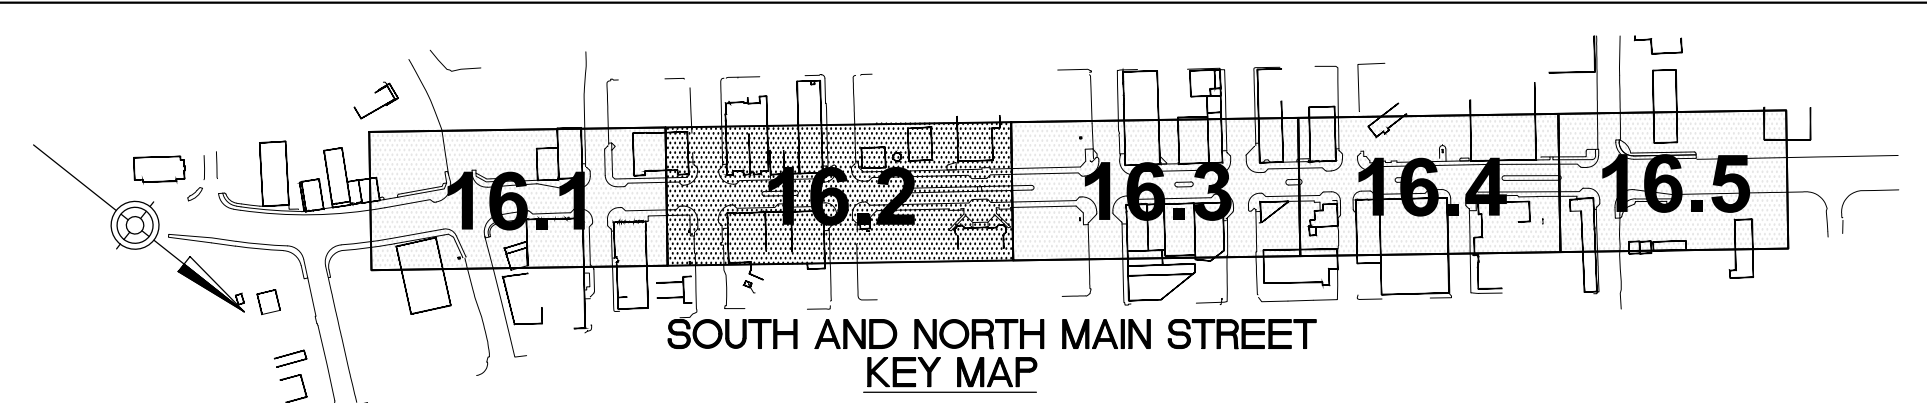 16.1 16.2 16.3 16.4 16.5
SOUTH AND NORTH MAIN STREET
KEY MAP